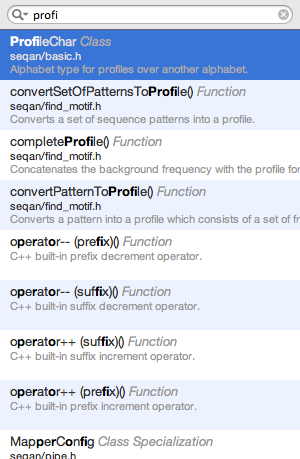 profi
ProfileChar Class
seqan/basic.h
Alphabet type for profiles over another alphabet.
convertSetOfPatternsToProfile() Function
seqan/find_motif.h
Converts a set of sequence patterns into a profile.
completeProfile() Function
seqan/find_motif.h
Concatenates the background frequency with the profile for
convertPatternToProfile() Function
seqan/find_motif.h
Converts a pattern into a profile which consists of a set of f
operator-- (prefix)() Function
C++ built-in prefix decrement operator.
operator-- (suffix)() Function
C++ built-in suffix decrement operator.
operator++ (suffix)() Function
C++ built-in suffix increment operator.
operator++ (prefix)() Function
C++ built-in prefix increment operator.
MapperConfig Class Specialization
seqan/pipe.h